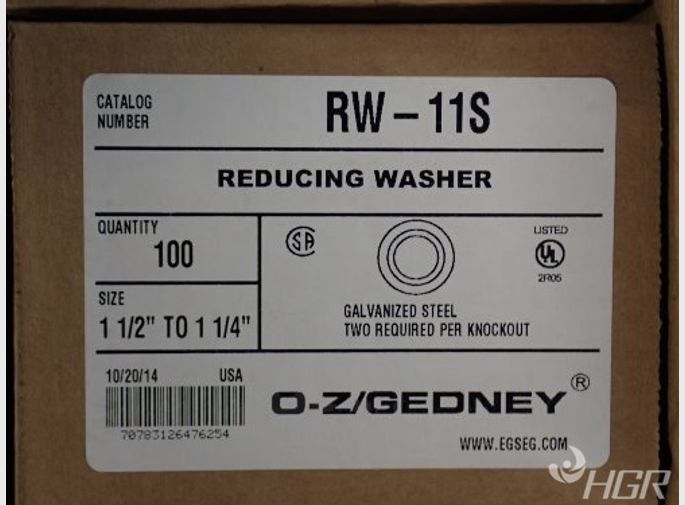 CATALOG
NUMBER
RW-11S
REDUCING WASHER
QUANTITY
100
SIZE
1 1/2" TO 1 1/4"
SA
LISTED
UL
2R05
GALVANIZED STEEL
TWO REQUIRED PER KNOCKOUT
10/20/14 USA
70783126476254
O-Z/GEDNEY®
WWW.EGSEG.COM
HGR